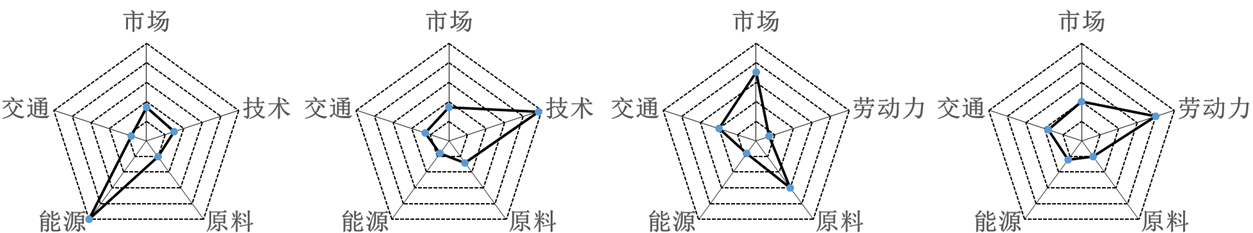 市场 市场 市场 市场
交通 技术 交通 技术 交通 劳动力 交通 劳动力
能源 原料 能源 原料 能源 原料 能源 原料